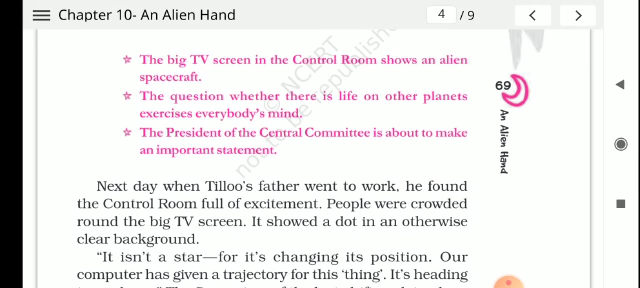 Chapter 10- An Alien Hand
4 / 9
The big TV screen in the Control Room shows an alien
spacecraft.
The question whether there is life on other planets
exercises everybody's mind.
The President of the Central Committee is about to make
an important statement.
© NCERT
not to be republished
69
An Alien Hand
Next day when Tilloo's father went to work, he found
the Control Room full of excitement. People were crowded
round the big TV screen. It showed a dot in an otherwise
clear background.
"It isn't a star—for it's changing its position. Our
computer has given a trajectory for this 'thing'. It's heading